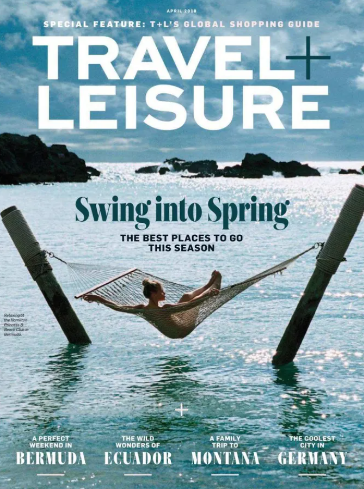 APRIL 2018
SPECIAL FEATURE: T+L'S GLOBAL SHOPPING GUIDE
TRAVEL+
LEISURE
Swing into Spring
THE BEST PLACES TO GO
THIS SEASON
+
A PERFECT
WEEKEND IN
BERMUDA
THE WILD
WONDERS OF
ECUADOR
A FAMILY
TRIP TO
MONTANA
THE COOLEST
CITY IN
GERMANY